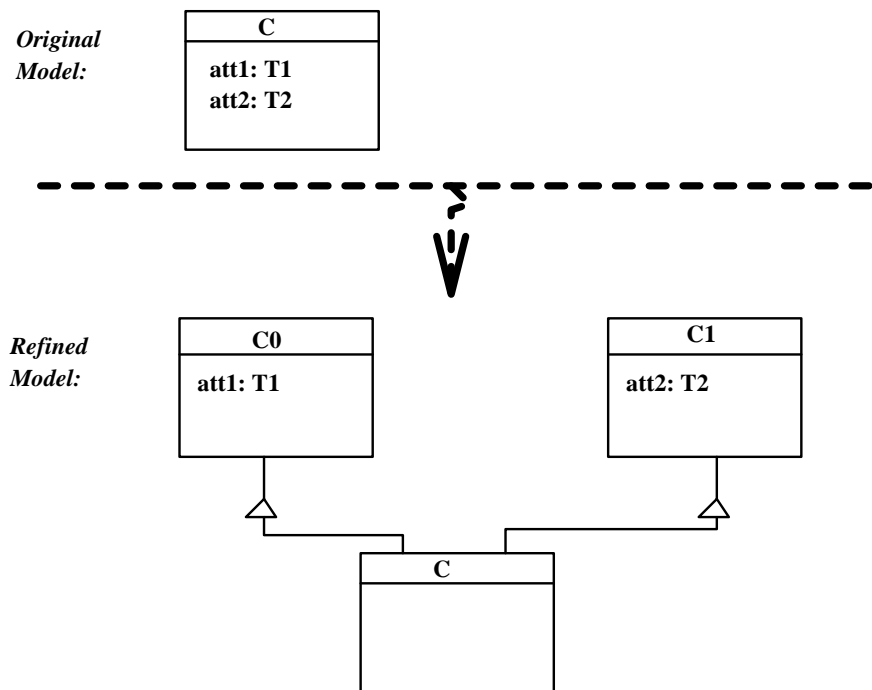 Original
Model:
C
att1: T1
att2: T2
Refined
Model:
C0
att1: T1
C1
att2: T2
C